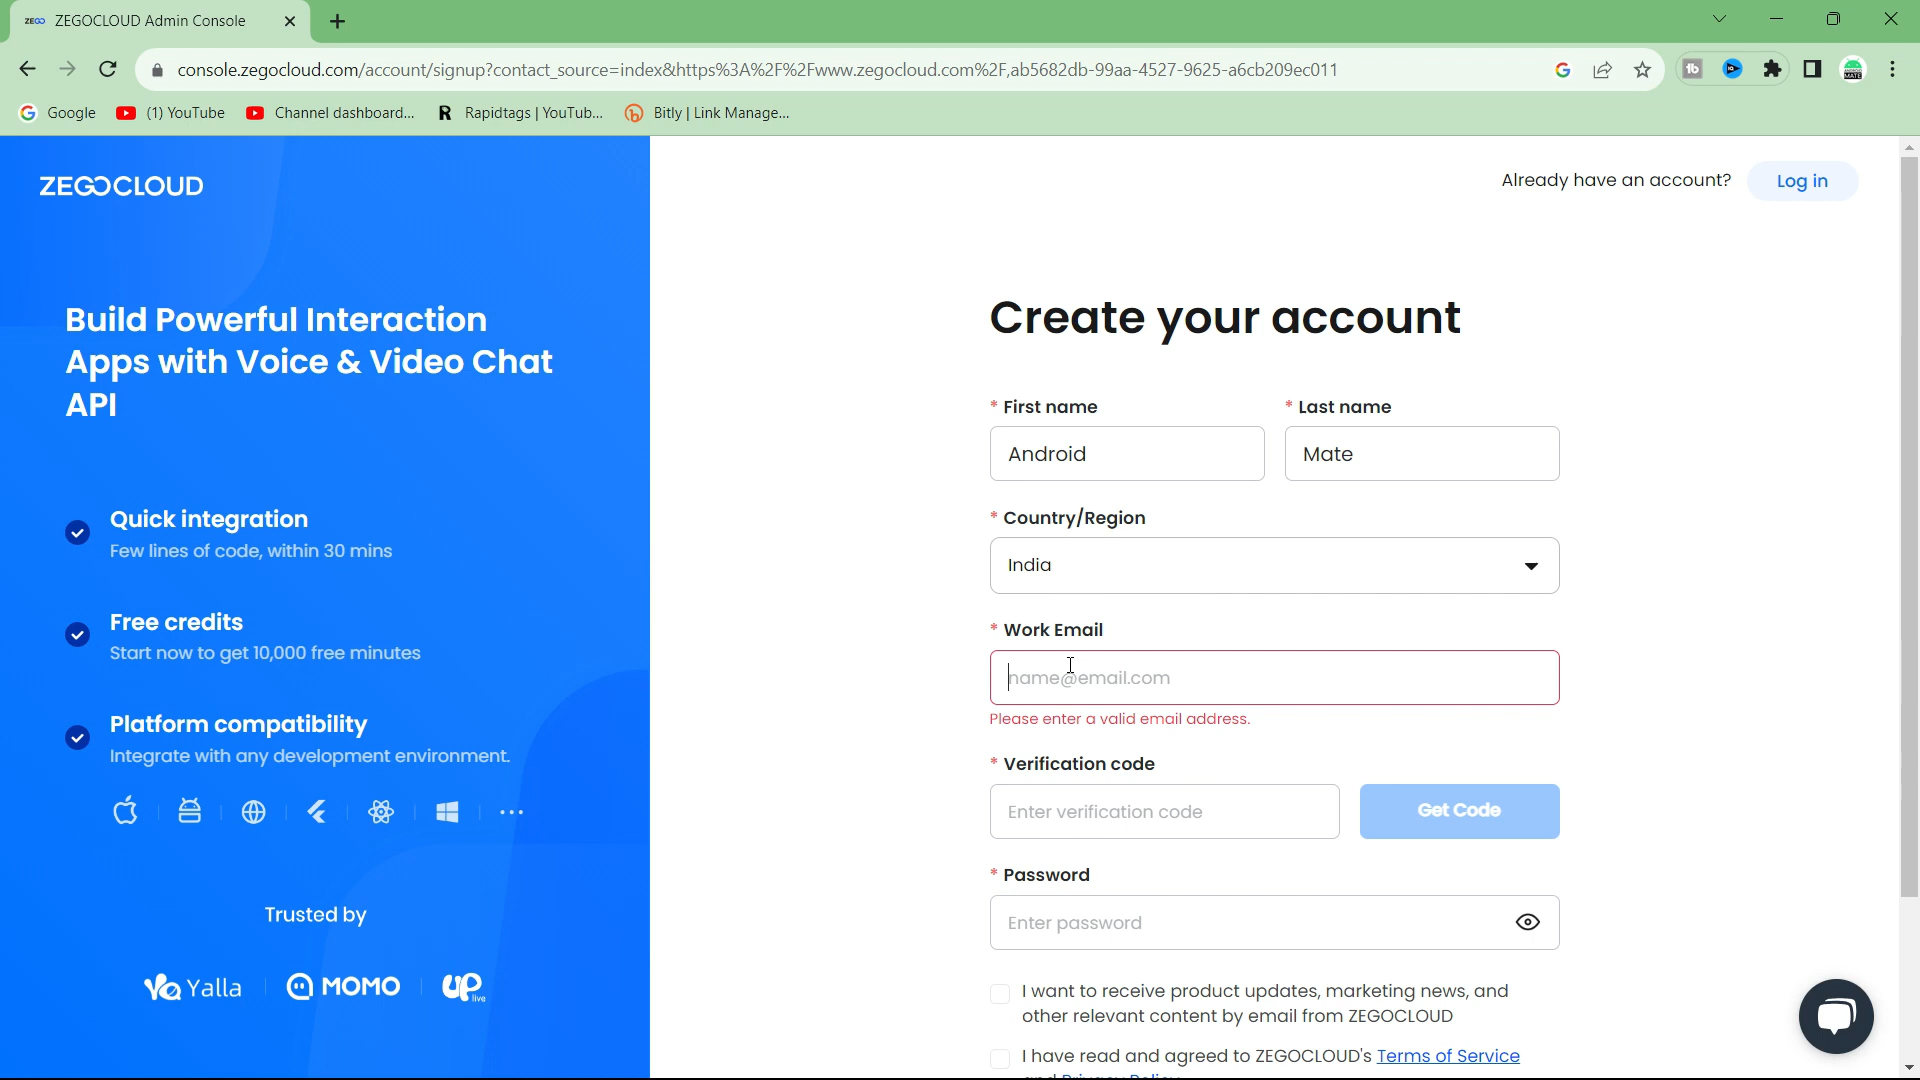 ZEGO ZEGOCLOUD Admin Console
console.zegocloud.com/account/signup?contact_source=index&https%3A%2F%2Fwww.zegocloud.com%2F,ab5682db-99aa-4527-9625-a6cb209ec011
Google (1) YouTube Channel dashboard... Rapidtags | YouTub... Bitly | Link Manage...
ZEGOCLOUD
Already have an account? Log in
Build Powerful Interaction
Apps with Voice & Video Chat
API
Quick integration
Few lines of code, within 30 mins
Free credits
Start now to get 10,000 free minutes
Platform compatibility
Integrate with any development environment.
Trusted by
Yalla MOMO UP live
Create your account
* First name * Last name
Android Mate
* Country/Region
India
* Work Email
name@email.com
Please enter a valid email address.
* Verification code
Enter verification code Get Code
* Password
Enter password
I want to receive product updates, marketing news, and
other relevant content by email from ZEGOCLOUD
I have read and agreed to ZEGOCLOUD's Terms of Service
and Privacy Policy